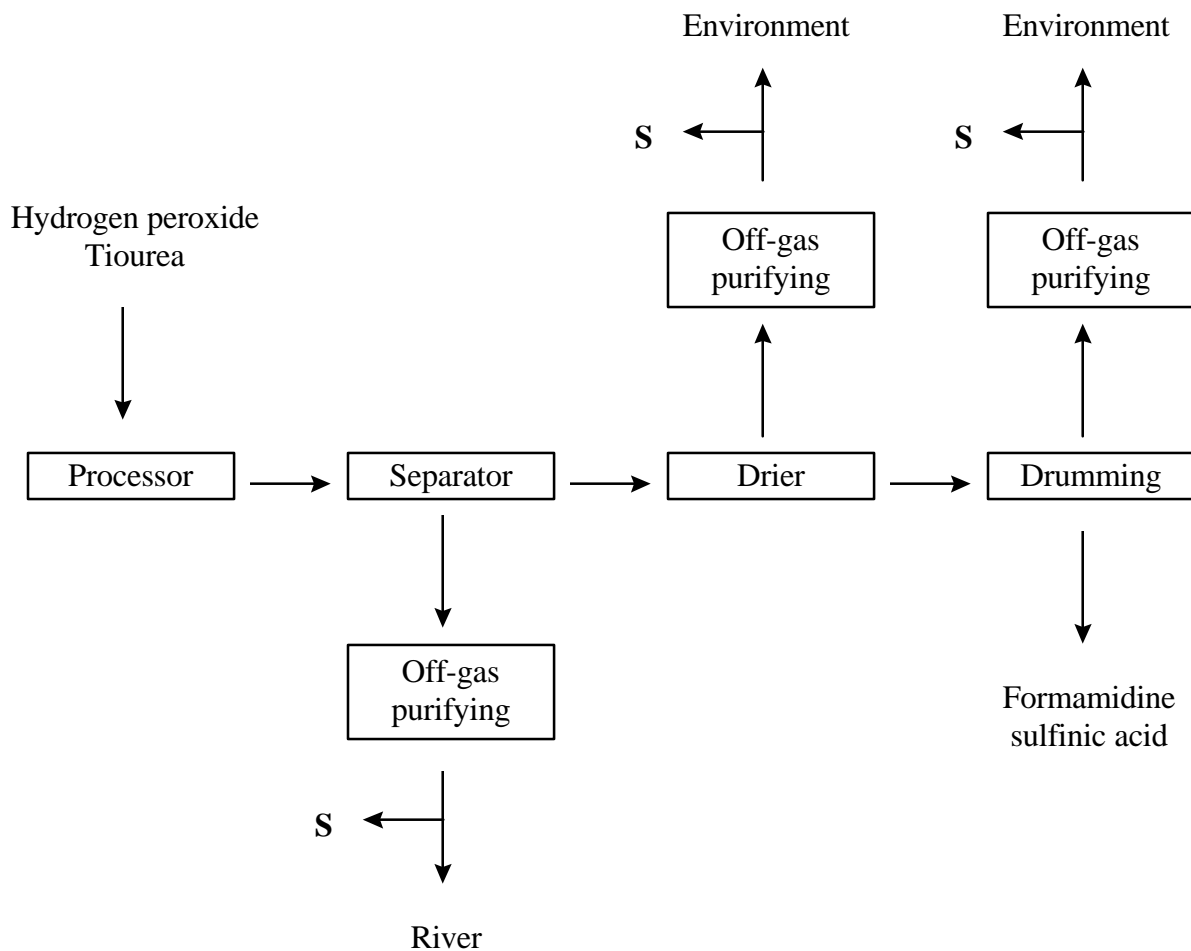 Environment
Environment
S
S
Hydrogen peroxide
Tiourea
Off-gas
purifying
Off-gas
purifying
Processor
Separator
Drier
Drumming
Off-gas
purifying
Formamidine
sulfinic acid
S
River